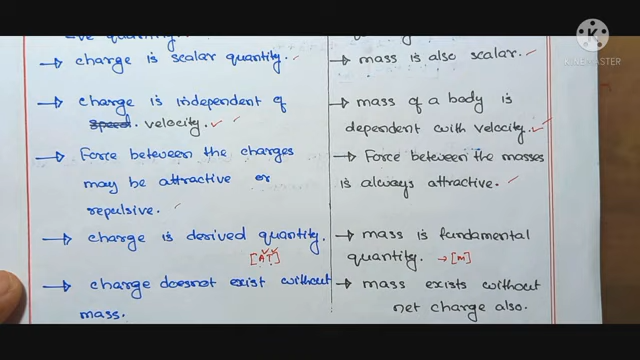 -ve quantity.
→ charge is scalar quantity.
→ charge is independent of
speed. velocity.
→ Force between the charges
may be attractive or
repulsive.
→ charge is derived quantity.
[AT]
→ charge doesnot exist without
mass.
→ mass is also scalar.
→ mass of a body is
dependent with velocity.
→ Force between the masses
is always attractive.
→ mass is fundamental
quantity. → [M]
→ mass exists without
net charge also.
K
KINEMASTER